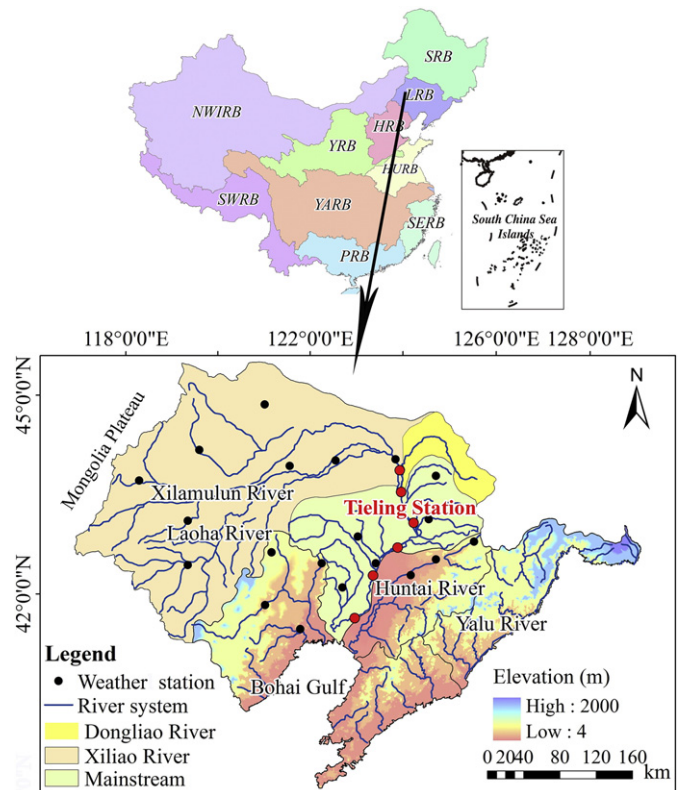 SRB
LRB
NWIRB
HRB
YRB
HURB
SWRB
YARB
SERB
PRB
South China Sea
Islands
118°0'0"E
122°0'0"E
126°0'0"E
128°0'0"E
45°0'0"N
42°0'0"N
N
Mongolia Plateau
Xilamulun River
Tieling Station
Laoha River
Huntai River
Yalu River
Bohai Gulf
Legend
Weather station
River system
Dongliao River
Xiliao River
Mainstream
Elevation (m)
High : 2000
Low : 4
0 20 40 80 120 160
km